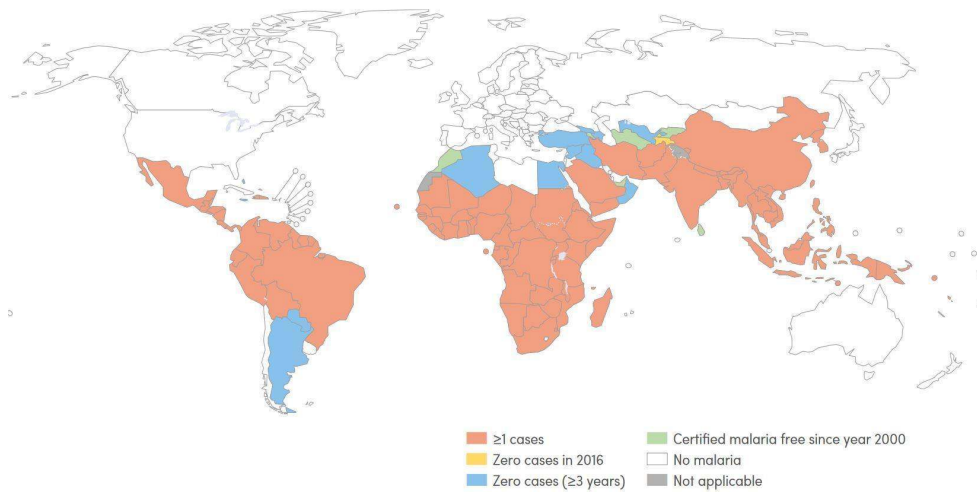 ≥1 cases
Zero cases in 2016
Zero cases (≥3 years)
Certified malaria free since year 2000
No malaria
Not applicable